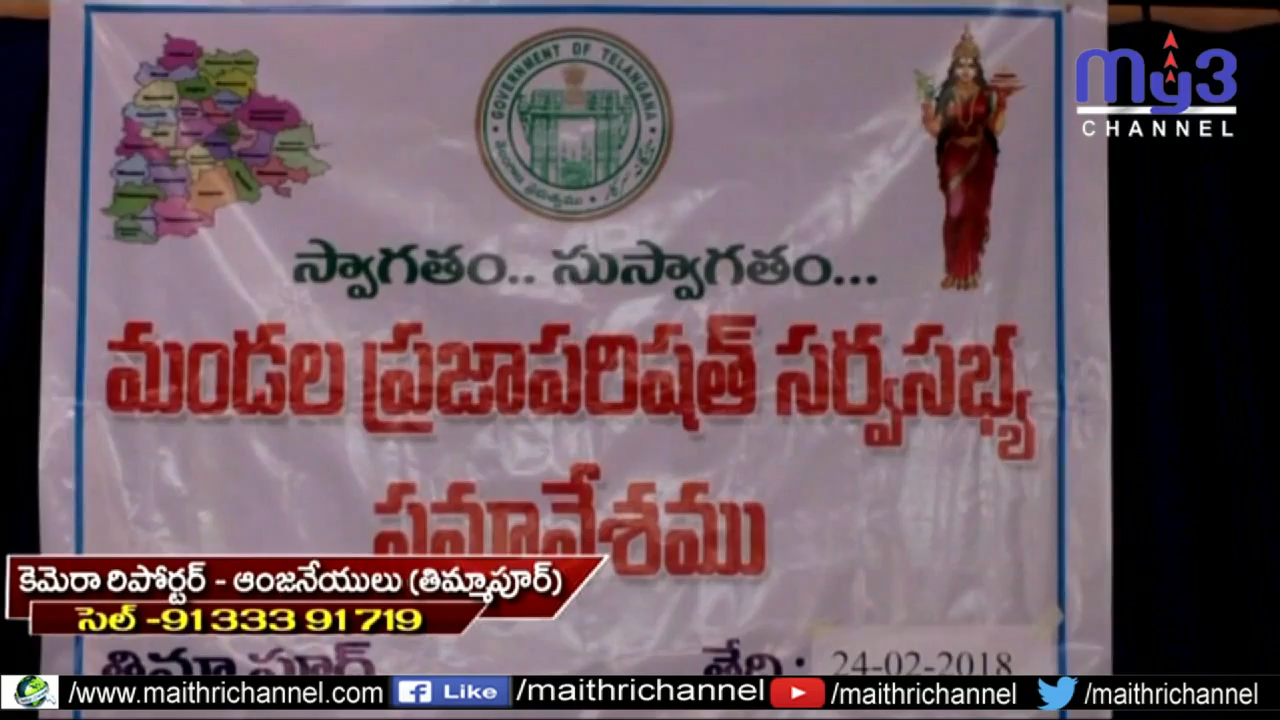 My3
CHANNEL
GOVERNMENT OF TELANGANA
స్వాగతం.. సుస్వాగతం...
మండల ప్రజాపరిషత్ సర్వసభ్య
సమావేశము
కెమెరా రిపోర్టర్ - ఆంజనేయులు (తిమ్మాపూర్)
సెల్ -91333 91719
తిమ్మాపూర్ తేది : 24-02-2018
/www.maithrichannel.com Like /maithrichannel /maithrichannel /maithrichannel